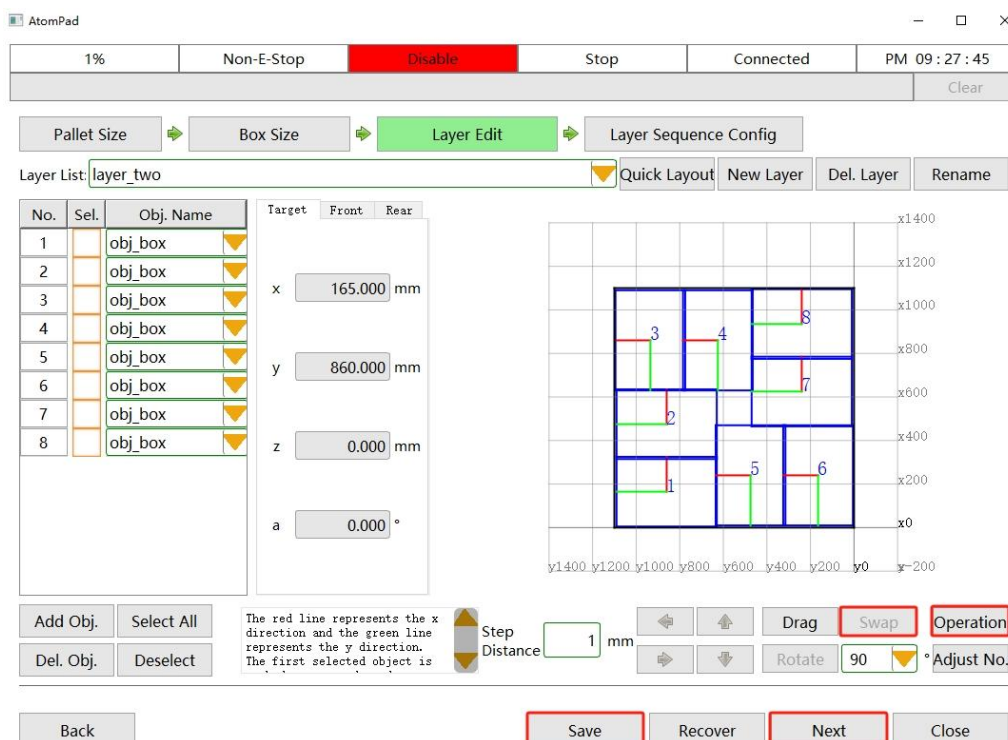 AtomPad
1% Non-E-Stop Disable Stop Connected PM 09 : 27 : 45
Clear
Pallet Size Box Size Layer Edit Layer Sequence Config
Layer List: layer_two Quick Layout New Layer Del. Layer Rename
No. Sel. Obj. Name
1 obj_box
2 obj_box
3 obj_box
4 obj_box
5 obj_box
6 obj_box
7 obj_box
8 obj_box
Target Front Rear
x 165.000 mm
y 860.000 mm
z 0.000 mm
a 0.000 °
x1400
x1200
x1000
x800
x600
x400
x200
x0
3 4 8
7
2
5 6
1
y1400 y1200 y1000 y800 y600 y400 y200 y0 y-200
Add Obj. Select All
Del. Obj. Deselect
The red line represents the x
direction and the green line
represents the y direction.
The first selected object is
Step
Distance 1 mm
Drag Swap Operation
Rotate 90 ° Adjust No.
Back Save Recover Next Close